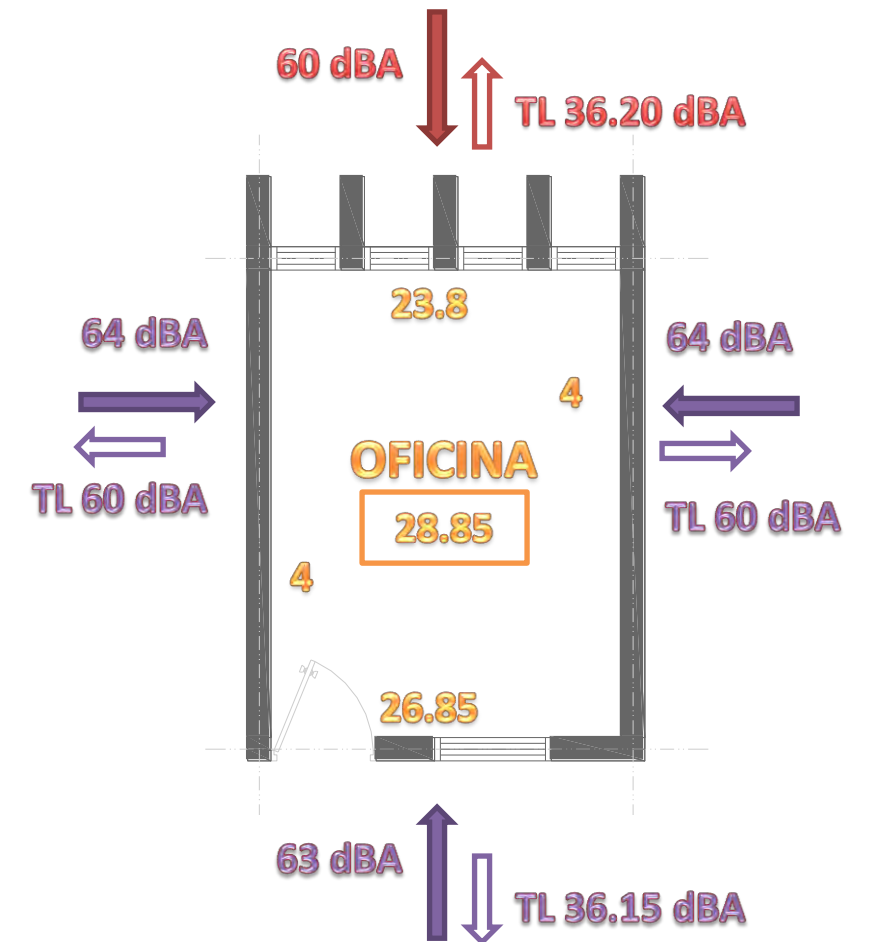 60 dBA
TL 36.20 dBA
23.8
64 dBA
64 dBA
4
OFICINA
TL 60 dBA
28.85
TL 60 dBA
4
26.85
63 dBA
TL 36.15 dBA